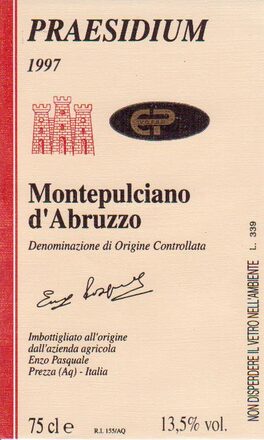 PRAESIDIUM
1997
Montepulciano
d'Abruzzo
Denominazione di Origine Controllata
Imbottigliato all'origine
dall'azienda agricola
Enzo Pasquale
Prezza (Aq) - Italia
75 cl e
R.I. 155/AQ
13,5% vol.
NON DISPERDERE IL VETRO NELL'AMBIENTE L. 339